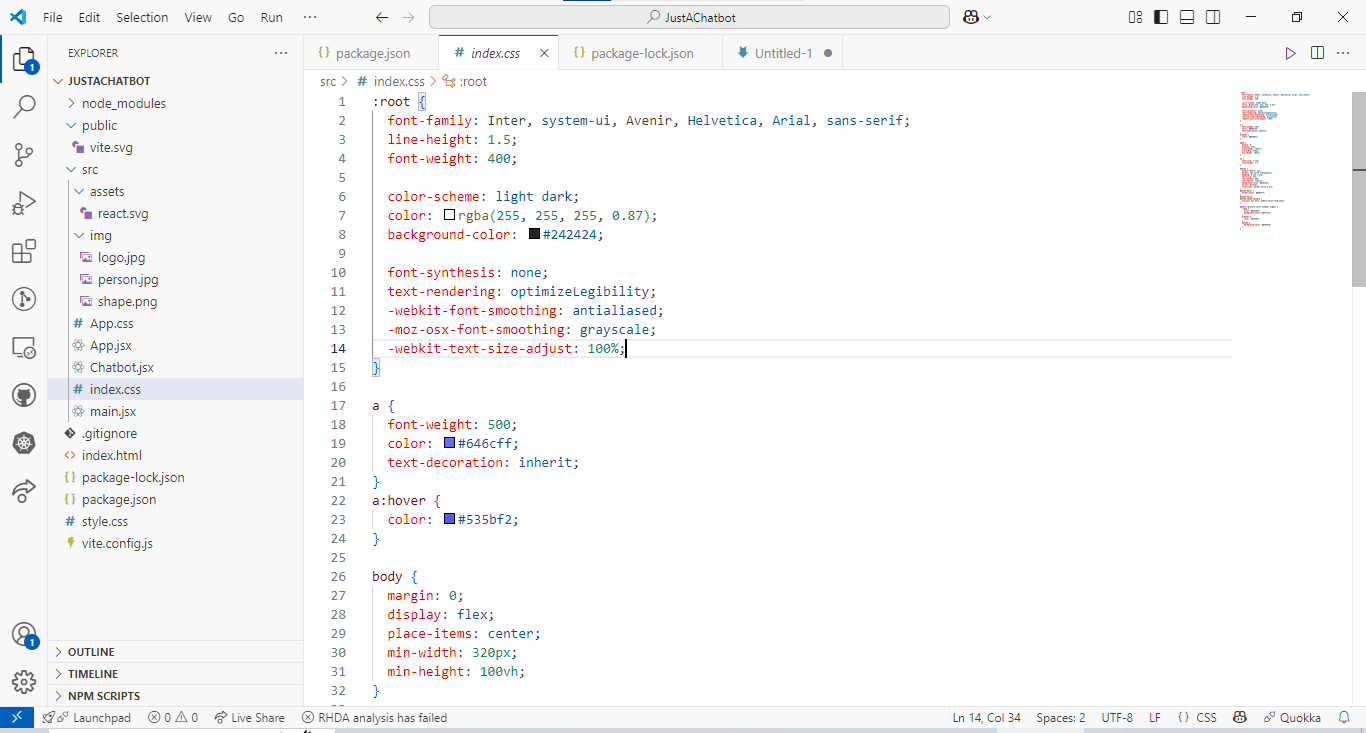 File Edit Selection View Go Run ··· JustAChatbot
EXPLORER ···
JUSTACHATBOT
node_modules
public
vite.svg
src
assets
react.svg
img
logo.jpg
person.jpg
shape.png
App.css
App.jsx
Chatbot.jsx
index.css
main.jsx
.gitignore
index.html
package-lock.json
package.json
style.css
vite.config.js
OUTLINE
TIMELINE
NPM SCRIPTS
1
1
package.json index.css package-lock.json Untitled-1
src > index.css > :root
1 :root {
2 font-family: Inter, system-ui, Avenir, Helvetica, Arial, sans-serif;
3 line-height: 1.5;
4 font-weight: 400;
5
6 color-scheme: light dark;
7 color: rgba(255, 255, 255, 0.87);
8 background-color: #242424;
9
10 font-synthesis: none;
11 text-rendering: optimizeLegibility;
12 -webkit-font-smoothing: antialiased;
13 -moz-osx-font-smoothing: grayscale;
14 -webkit-text-size-adjust: 100%;
15 }
16
17 a {
18 font-weight: 500;
19 color: #646cff;
20 text-decoration: inherit;
21 }
22 a:hover {
23 color: #535bf2;
24 }
25
26 body {
27 margin: 0;
28 display: flex;
29 place-items: center;
30 min-width: 320px;
31 min-height: 100vh;
32 }
Launchpad 0 0 Live Share RHDA analysis has failed Ln 14, Col 34 Spaces: 2 UTF-8 LF {} CSS Quokka